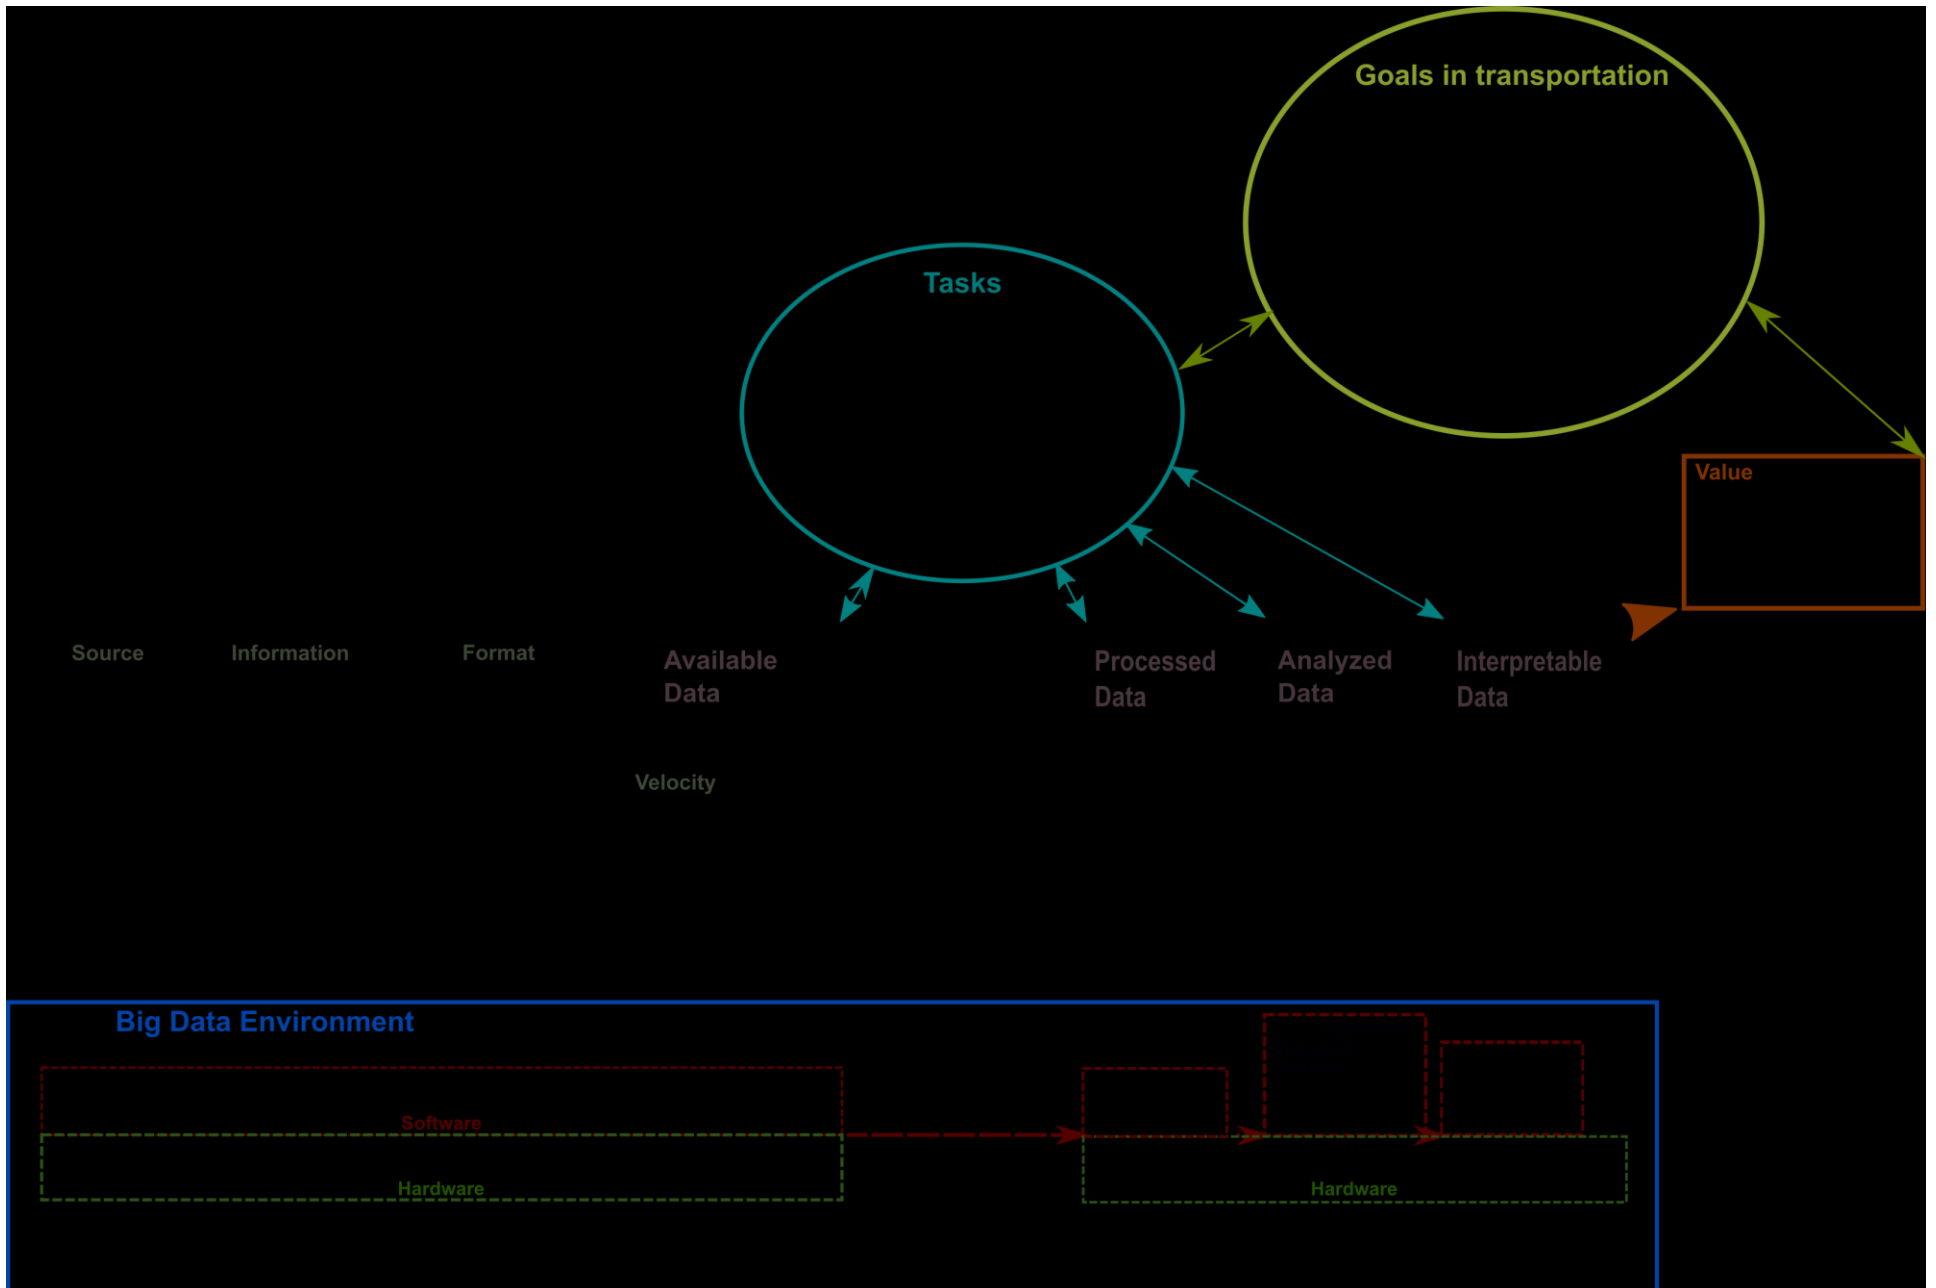 Goals in transportation
Tasks
Value
Source
Information
Format
Available
Data
Processed
Data
Analyzed
Data
Interpretable
Data
Velocity
Big Data Environment
Software
Hardware
Hardware